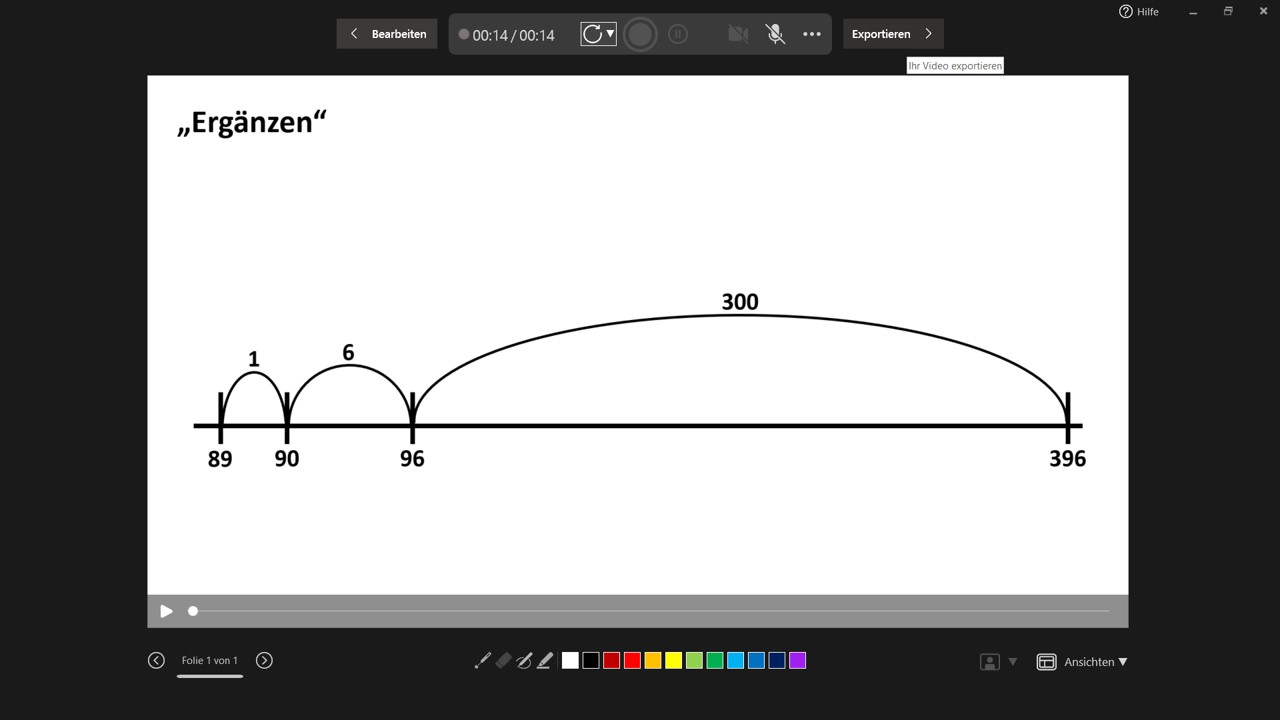 Hilfe
Bearbeiten
00:14 / 00:14
Exportieren
Ihr Video exportieren
„Ergänzen“
300
1
6
89
90
96
396
Folie 1 von 1
Ansichten